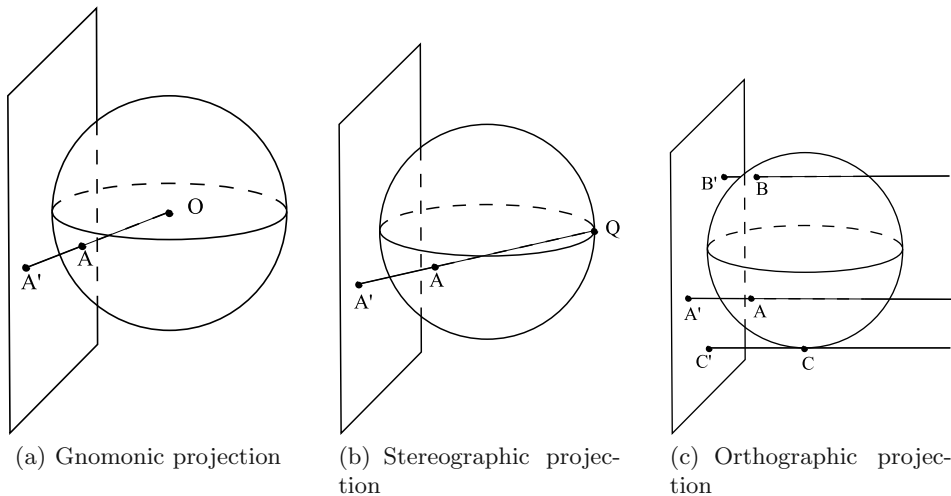 O
A
A'
(a) Gnomonic projection
Q
A
A'
(b) Stereographic projec-
tion
B'
B
A'
A
C'
C
(c) Orthographic projec-
tion